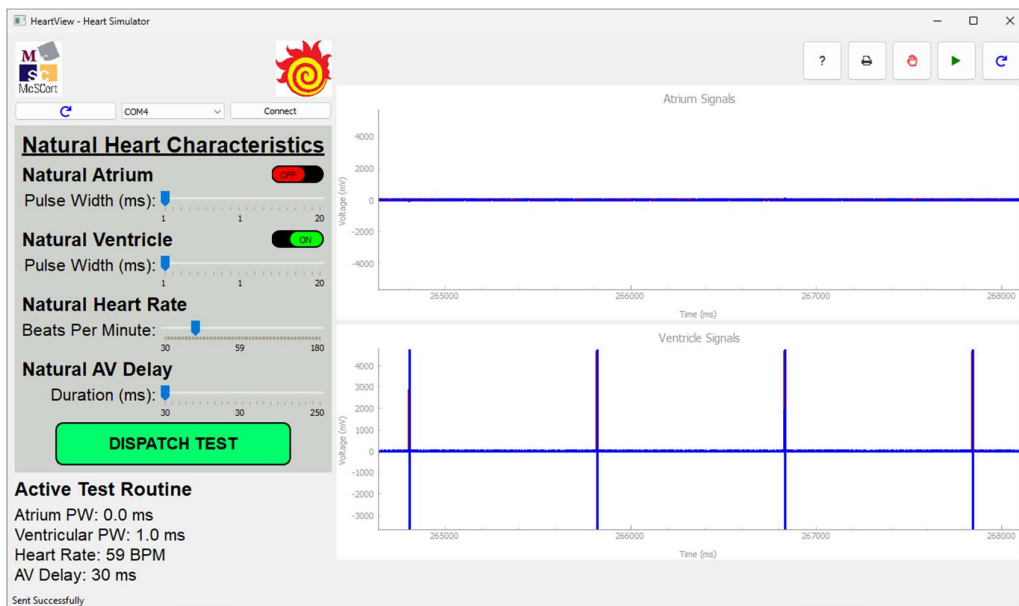 HeartView - Heart Simulator
M
SC
McSCert
?
COM4
Connect
Natural Heart Characteristics
Natural Atrium
OFF
Pulse Width (ms):
1 1 20
Natural Ventricle
ON
Pulse Width (ms):
1 1 20
Natural Heart Rate
Beats Per Minute:
30 59 180
Natural AV Delay
Duration (ms):
30 30 250
DISPATCH TEST
Active Test Routine
Atrium PW: 0.0 ms
Ventricular PW: 1.0 ms
Heart Rate: 59 BPM
AV Delay: 30 ms
Sent Successfully
Atrium Signals
Voltage (mV)
4000
2000
0
-2000
-4000
265000 266000 267000 268000
Time (ms)
Ventricle Signals
Voltage (mV)
4000
3000
2000
1000
0
-1000
-2000
-3000
265000 266000 267000 268000
Time (ms)